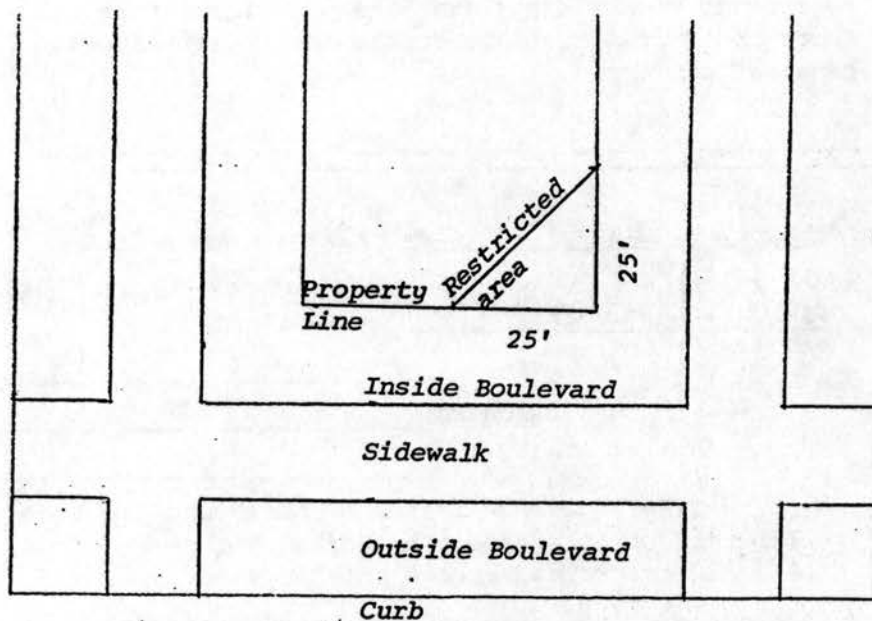 Restricted
area
25'
Property
Line
25'
Inside Boulevard
Sidewalk
Outside Boulevard
Curb